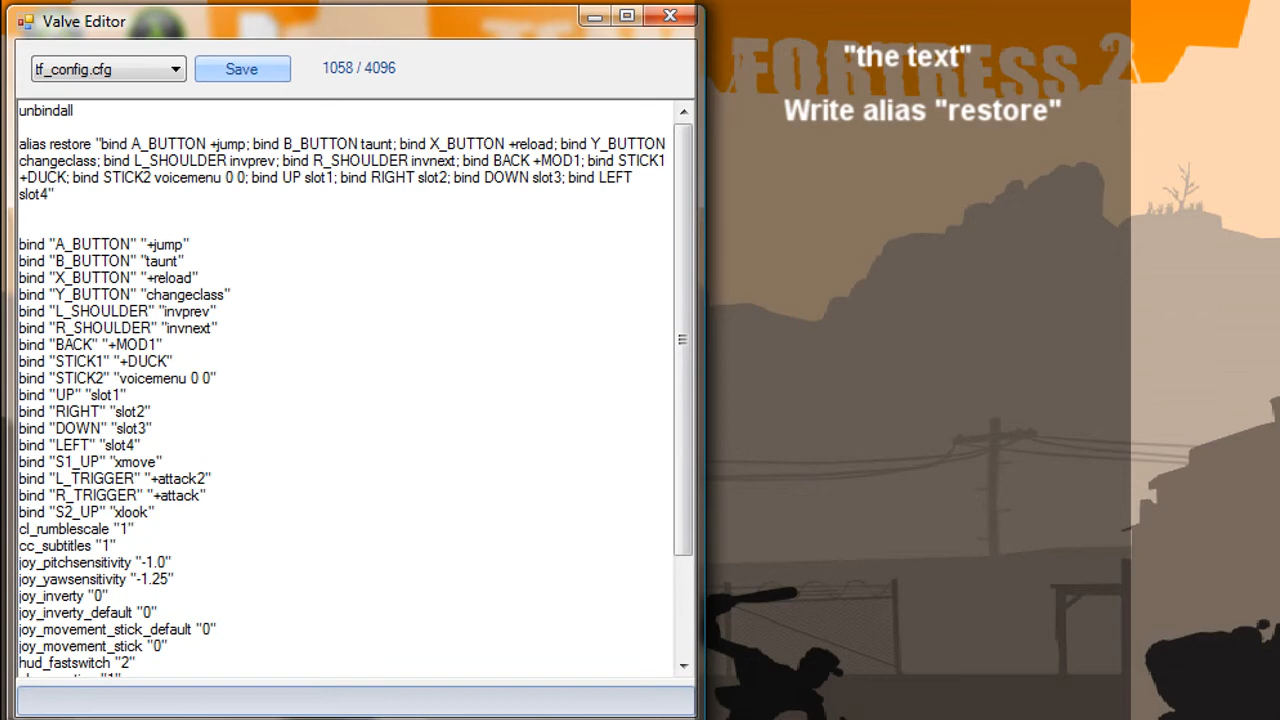 Valve Editor
tf_config.cfg
Save
1058 / 4096
unbindall
alias restore "bind A_BUTTON +jump; bind B_BUTTON taunt; bind X_BUTTON +reload; bind Y_BUTTON
changeclass; bind L_SHOULDER invprev; bind R_SHOULDER invnext; bind BACK +MOD1; bind STICK1
+DUCK; bind STICK2 voicemenu 0 0; bind UP slot1; bind RIGHT slot2; bind DOWN slot3; bind LEFT
slot4"
bind "A_BUTTON" "+jump"
bind "B_BUTTON" "taunt"
bind "X_BUTTON" "+reload"
bind "Y_BUTTON" "changeclass"
bind "L_SHOULDER" "invprev"
bind "R_SHOULDER" "invnext"
bind "BACK" "+MOD1"
bind "STICK1" "+DUCK"
bind "STICK2" "voicemenu 0 0"
bind "UP" "slot1"
bind "RIGHT" "slot2"
bind "DOWN" "slot3"
bind "LEFT" "slot4"
bind "S1_UP" "xmove"
bind "L_TRIGGER" "+attack2"
bind "R_TRIGGER" "+attack"
bind "S2_UP" "xlook"
cl_rumblescale "1"
cc_subtitles "1"
joy_pitchsensitivity "-1.0"
joy_yawsensitivity "-1.25"
joy_inverty "0"
joy_inverty_default "0"
joy_movement_stick_default "0"
joy_movement_stick "0"
hud_fastswitch "2"
FORTRESS 2
"the text"
Write alias "restore"